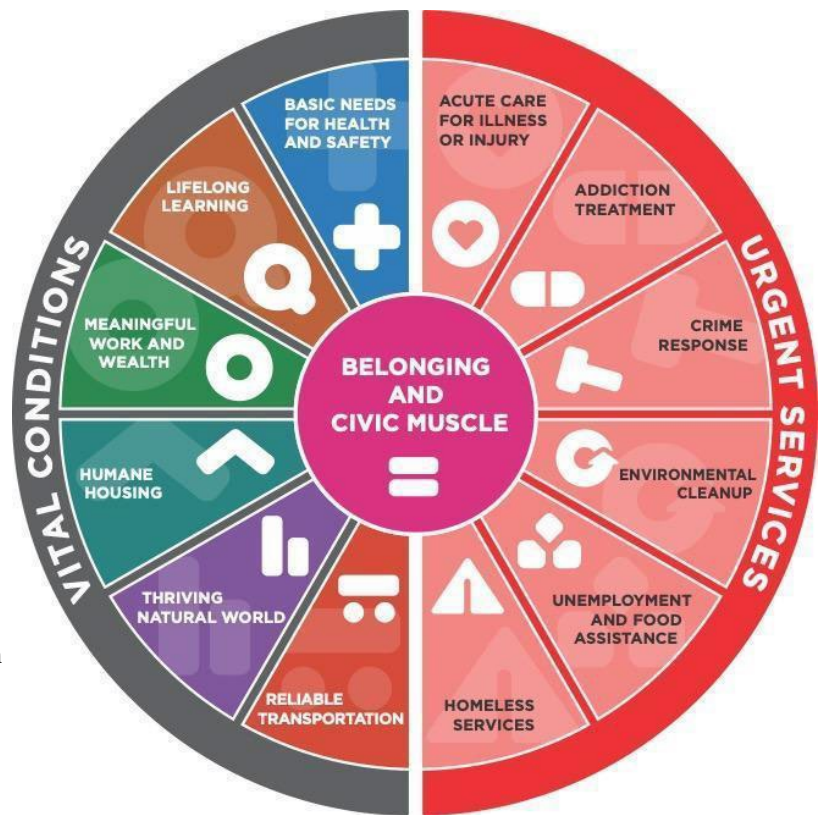 VITAL CONDITIONS
BASIC NEEDS
FOR HEALTH
AND SAFETY
LIFELONG
LEARNING
MEANINGFUL
WORK AND
WEALTH
HUMANE
HOUSING
THRIVING
NATURAL WORLD
RELIABLE
TRANSPORTATION
BELONGING
AND
CIVIC MUSCLE
URGENT SERVICES
ACUTE CARE
FOR ILLNESS
OR INJURY
ADDICTION
TREATMENT
CRIME
RESPONSE
ENVIRONMENTAL
CLEANUP
UNEMPLOYMENT
AND FOOD
ASSISTANCE
HOMELESS
SERVICES